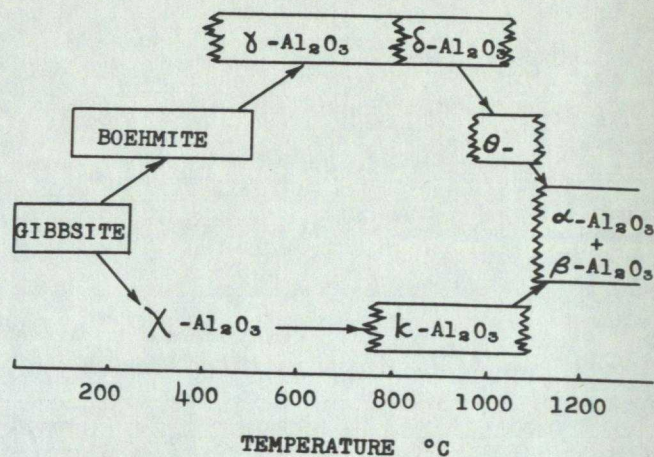 γ-Al₂O₃ δ-Al₂O₃
BOEHMITE
θ-
GIBBSITE
α-Al₂O₃
+
β-Al₂O₃
χ-Al₂O₃
k-Al₂O₃
200 400 600 800 1000 1200
TEMPERATURE °C